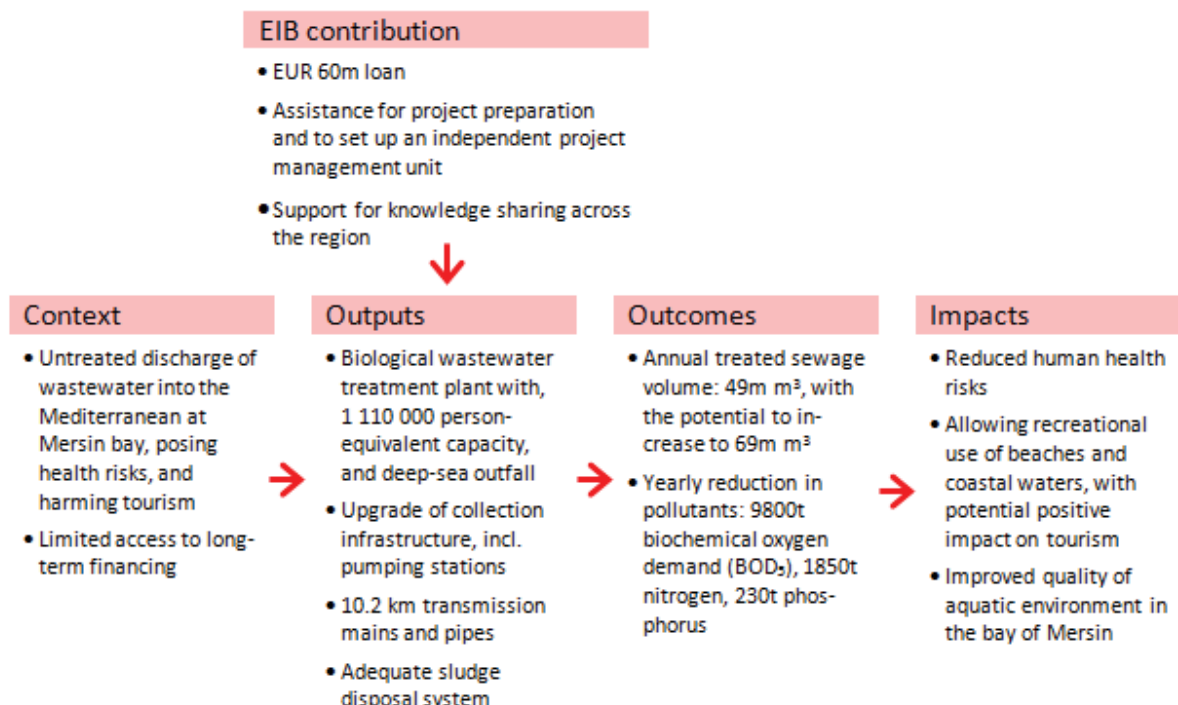 EIB contribution
• EUR 60m loan
• Assistance for project preparation
and to set up an independent project
management unit
• Support for knowledge sharing across
the region
Context
• Untreated discharge of
wastewater into the
Mediterranean at
Mersin bay, posing
health risks, and
harming tourism
• Limited access to long-
term financing
Outputs
• Biological wastewater
treatment plant with,
1 110 000 person-
equivalent capacity,
and deep-sea outfall
• Upgrade of collection
infrastructure, incl.
pumping stations
• 10.2 km transmission
mains and pipes
• Adequate sludge
disposal system
Outcomes
• Annual treated sewage
volume: 49m m³, with
the potential to in-
crease to 69m m³
• Yearly reduction in
pollutants: 9800t
biochemical oxygen
demand (BOD₅), 1850t
nitrogen, 230t phos-
phorus
Impacts
• Reduced human health
risks
• Allowing recreational
use of beaches and
coastal waters, with
potential positive
impact on tourism
• Improved quality of
aquatic environment in
the bay of Mersin